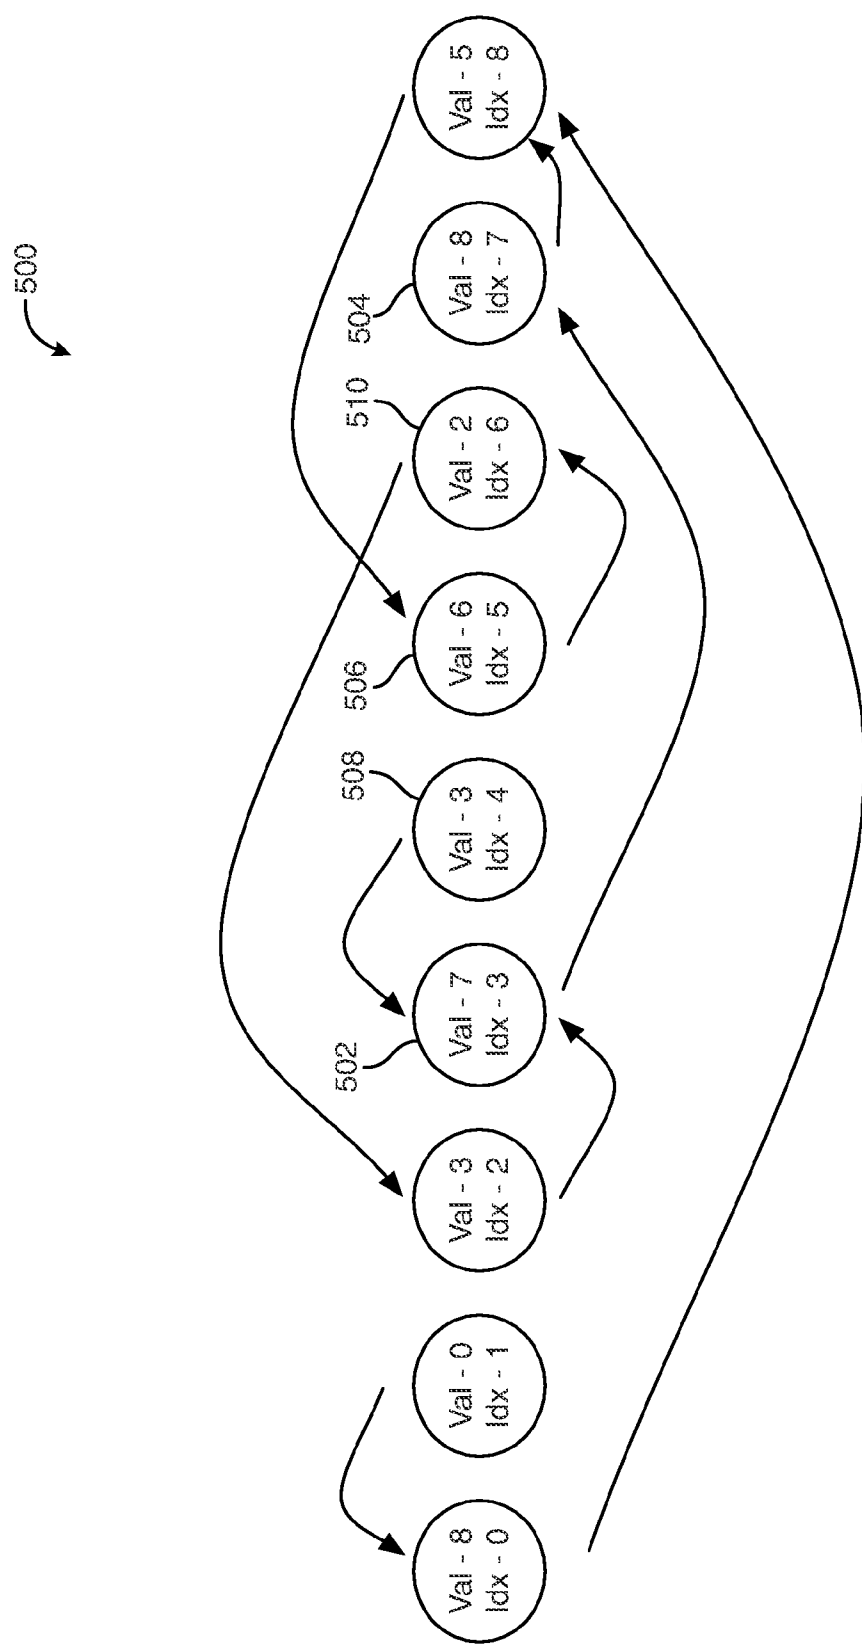 500
Val - 8
Idx - 0
Val - 0
Idx - 1
Val - 3
Idx - 2
502
Val - 7
Idx - 3
508
Val - 3
Idx - 4
506
Val - 6
Idx - 5
510
Val - 2
Idx - 6
504
Val - 8
Idx - 7
Val - 5
Idx - 8